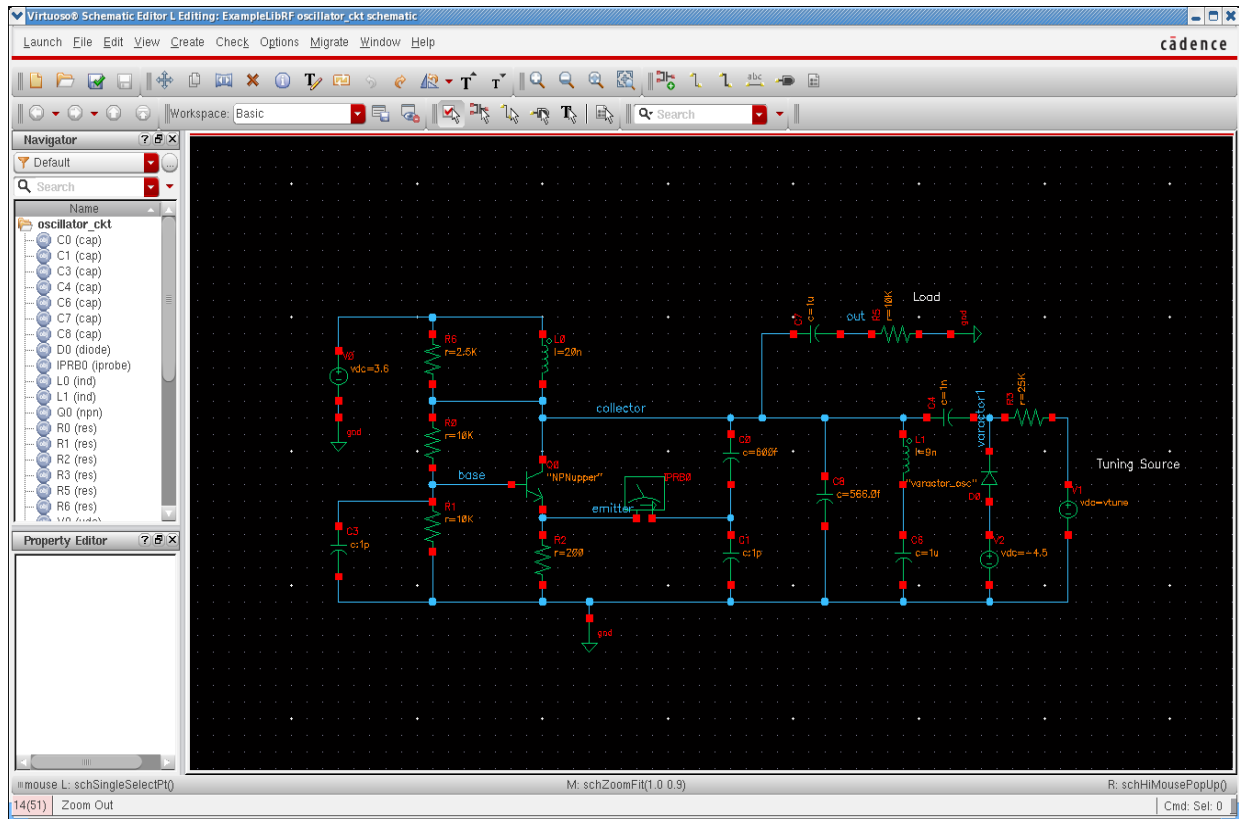 Virtuoso® Schematic Editor L Editing: ExampleLibRF oscillator_ckt schematic
Launch File Edit View Create Check Options Migrate Window Help
cādence
abc
Workspace: Basic
Search
Navigator
Default
Search
Name
oscillator_ckt
C0 (cap)
C1 (cap)
C3 (cap)
C4 (cap)
C6 (cap)
C7 (cap)
C8 (cap)
D0 (diode)
IPRB0 (iprobe)
L0 (ind)
L1 (ind)
Q0 (npn)
R0 (res)
R1 (res)
R2 (res)
R3 (res)
R5 (res)
R6 (res)
V0 (vdc)
Property Editor
V0
vdc=3.6
gnd
R6
r=2.5K
L0
l=20n
R0
r=10K
base
R1
r=10K
C3
c:1p
Q0
"NPNupper"
emitter
R2
r=200
gnd
collector
IPRB0
C0
c=600f
C1
c:1p
C7
c=1u
out
R5
r=10K
Load
gnd
C8
c=566.0f
L1
l=9n
C6
c=1u
C4
c=1n
varactor1
R3
r=25K
"varactor_osc"
D0
V2
vdc=-4.5
Tuning Source
V1
vdc=vtune
mouse L: schSingleSelectPt()
M: schZoomFit(1.0 0.9)
R: schHiMousePopUp()
14(51)
Zoom Out
Cmd: Sel: 0